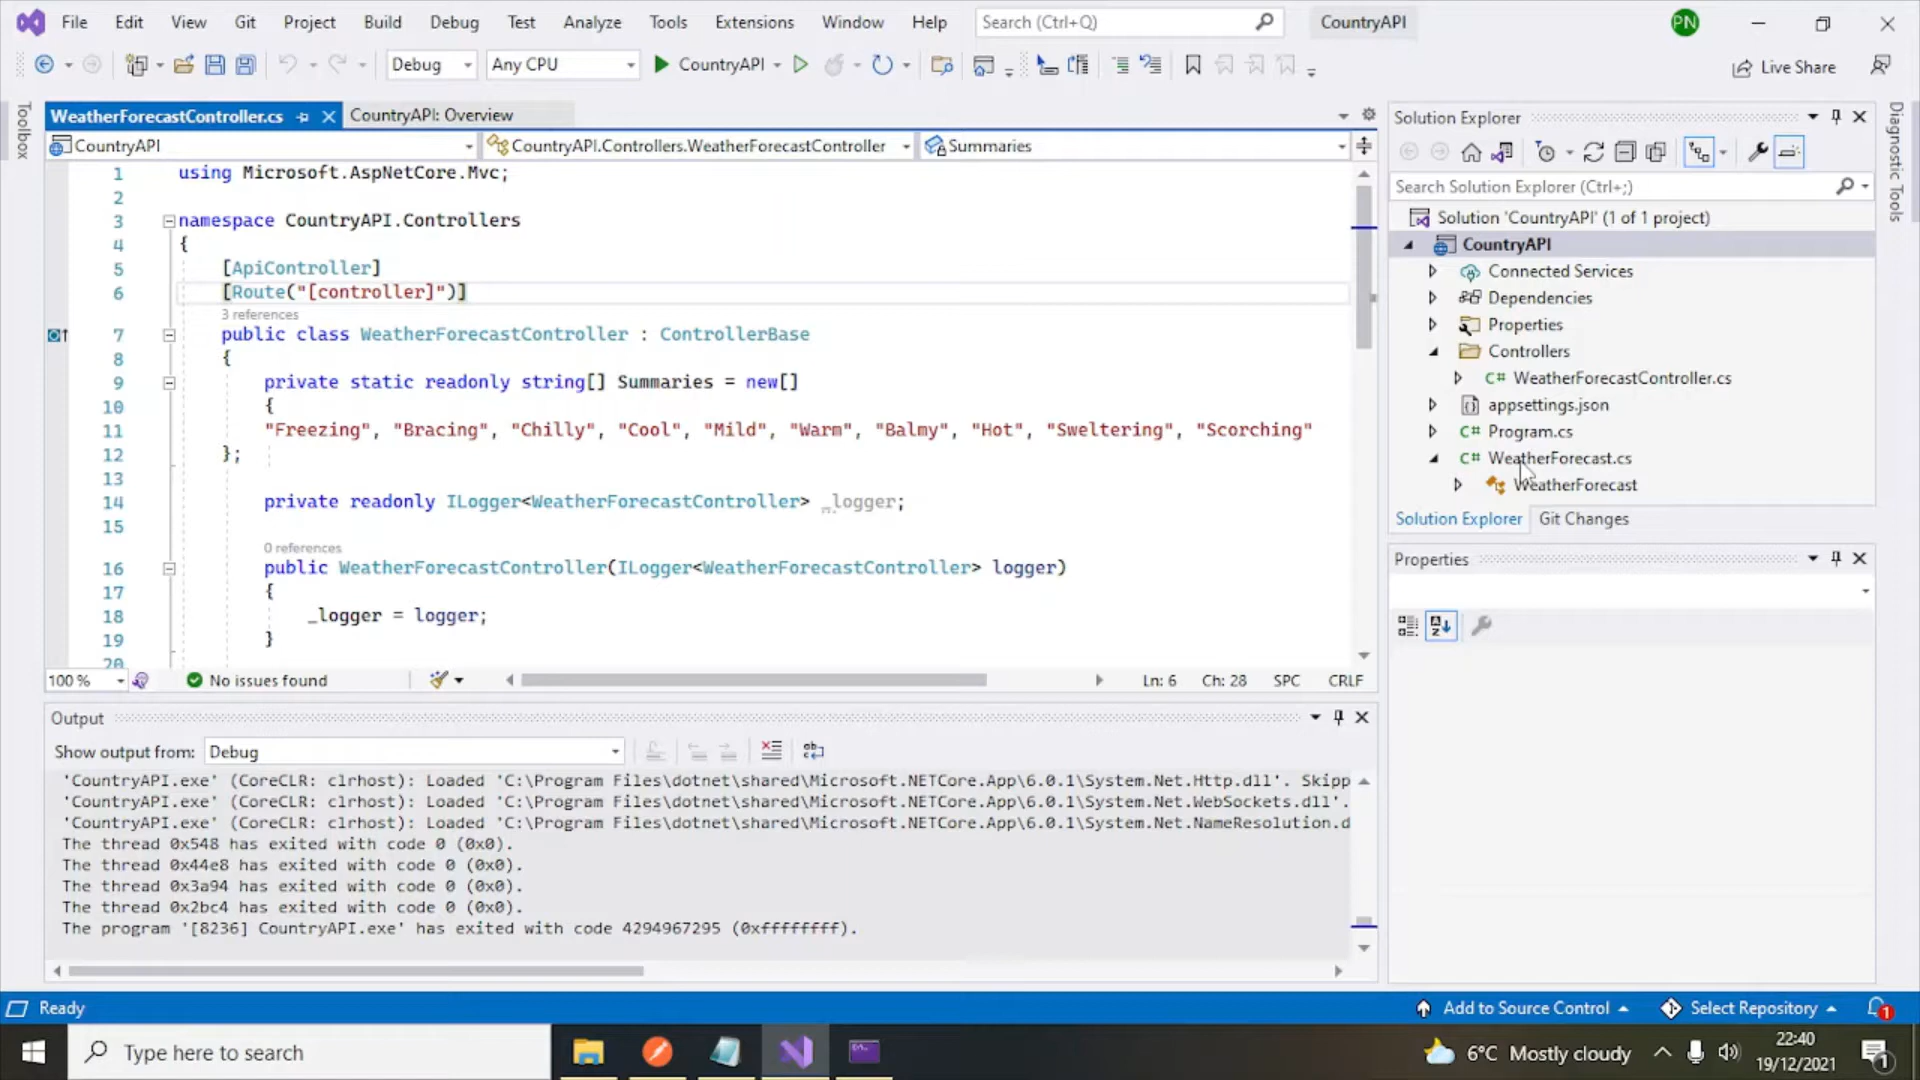 File Edit View Git Project Build Debug Test Analyze Tools Extensions Window Help Search (Ctrl+Q) CountryAPI PN
Debug Any CPU CountryAPI Live Share
Toolbox
WeatherForecastController.cs CountryAPI: Overview
CountryAPI CountryAPI.Controllers.WeatherForecastController Summaries
1 using Microsoft.AspNetCore.Mvc;
2
3 namespace CountryAPI.Controllers
4 {
5 [ApiController]
6 [Route("[controller]")]
3 references
7 public class WeatherForecastController : ControllerBase
8 {
9 private static readonly string[] Summaries = new[]
10 {
11 "Freezing", "Bracing", "Chilly", "Cool", "Mild", "Warm", "Balmy", "Hot", "Sweltering", "Scorching"
12 };
13
14 private readonly ILogger<WeatherForecastController> _logger;
15
0 references
16 public WeatherForecastController(ILogger<WeatherForecastController> logger)
17 {
18 _logger = logger;
19 }
20
100 % No issues found Ln: 6 Ch: 28 SPC CRLF
Output
Show output from: Debug
'CountryAPI.exe' (CoreCLR: clrhost): Loaded 'C:\Program Files\dotnet\shared\Microsoft.NETCore.App\6.0.1\System.Net.Http.dll'. Skipp
'CountryAPI.exe' (CoreCLR: clrhost): Loaded 'C:\Program Files\dotnet\shared\Microsoft.NETCore.App\6.0.1\System.Net.WebSockets.dll'.
'CountryAPI.exe' (CoreCLR: clrhost): Loaded 'C:\Program Files\dotnet\shared\Microsoft.NETCore.App\6.0.1\System.Net.NameResolution.d
The thread 0x548 has exited with code 0 (0x0).
The thread 0x44e8 has exited with code 0 (0x0).
The thread 0x3a94 has exited with code 0 (0x0).
The thread 0x2bc4 has exited with code 0 (0x0).
The program '[8236] CountryAPI.exe' has exited with code 4294967295 (0xffffffff).
Solution Explorer
Search Solution Explorer (Ctrl+;)
Solution 'CountryAPI' (1 of 1 project)
CountryAPI
Connected Services
Dependencies
Properties
Controllers
C# WeatherForecastController.cs
appsettings.json
C# Program.cs
C# WeatherForecast.cs
WeatherForecast
Solution Explorer Git Changes
Properties
Diagnostic Tools
Ready Add to Source Control Select Repository 1
Type here to search 6°C Mostly cloudy 22:40
19/12/2021 1